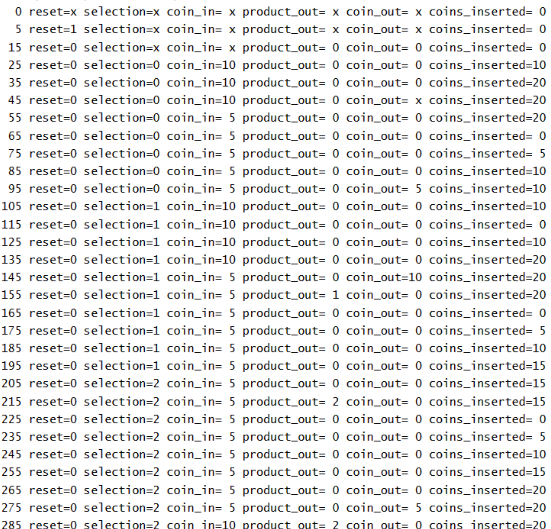 0 reset=x selection=x coin_in= x product_out= x coin_out= x coins_inserted= 0
5 reset=1 selection=x coin_in= x product_out= x coin_out= x coins_inserted= 0
15 reset=0 selection=x coin_in= x product_out= 0 coin_out= 0 coins_inserted= 0
25 reset=0 selection=0 coin_in=10 product_out= 0 coin_out= 0 coins_inserted=10
35 reset=0 selection=0 coin_in=10 product_out= 0 coin_out= 0 coins_inserted=20
45 reset=0 selection=0 coin_in=10 product_out= 0 coin_out= x coins_inserted=20
55 reset=0 selection=0 coin_in= 5 product_out= 0 coin_out= 0 coins_inserted=20
65 reset=0 selection=0 coin_in= 5 product_out= 0 coin_out= 0 coins_inserted= 0
75 reset=0 selection=0 coin_in= 5 product_out= 0 coin_out= 0 coins_inserted= 5
85 reset=0 selection=0 coin_in= 5 product_out= 0 coin_out= 0 coins_inserted=10
95 reset=0 selection=0 coin_in= 5 product_out= 0 coin_out= 5 coins_inserted=10
105 reset=0 selection=1 coin_in=10 product_out= 0 coin_out= 0 coins_inserted=10
115 reset=0 selection=1 coin_in=10 product_out= 0 coin_out= 0 coins_inserted= 0
125 reset=0 selection=1 coin_in=10 product_out= 0 coin_out= 0 coins_inserted=10
135 reset=0 selection=1 coin_in=10 product_out= 0 coin_out= 0 coins_inserted=20
145 reset=0 selection=1 coin_in= 5 product_out= 0 coin_out=10 coins_inserted=20
155 reset=0 selection=1 coin_in= 5 product_out= 1 coin_out= 0 coins_inserted=20
165 reset=0 selection=1 coin_in= 5 product_out= 0 coin_out= 0 coins_inserted= 0
175 reset=0 selection=1 coin_in= 5 product_out= 0 coin_out= 0 coins_inserted= 5
185 reset=0 selection=1 coin_in= 5 product_out= 0 coin_out= 0 coins_inserted=10
195 reset=0 selection=1 coin_in= 5 product_out= 0 coin_out= 0 coins_inserted=15
205 reset=0 selection=2 coin_in= 5 product_out= 0 coin_out= 0 coins_inserted=15
215 reset=0 selection=2 coin_in= 5 product_out= 2 coin_out= 0 coins_inserted=15
225 reset=0 selection=2 coin_in= 5 product_out= 0 coin_out= 0 coins_inserted= 0
235 reset=0 selection=2 coin_in= 5 product_out= 0 coin_out= 0 coins_inserted= 5
245 reset=0 selection=2 coin_in= 5 product_out= 0 coin_out= 0 coins_inserted=10
255 reset=0 selection=2 coin_in= 5 product_out= 0 coin_out= 0 coins_inserted=15
265 reset=0 selection=2 coin_in= 5 product_out= 0 coin_out= 0 coins_inserted=20
275 reset=0 selection=2 coin_in= 5 product_out= 0 coin_out= 5 coins_inserted=20
285 reset=0 selection=2 coin_in=10 product_out= 2 coin_out= 0 coins_inserted=20